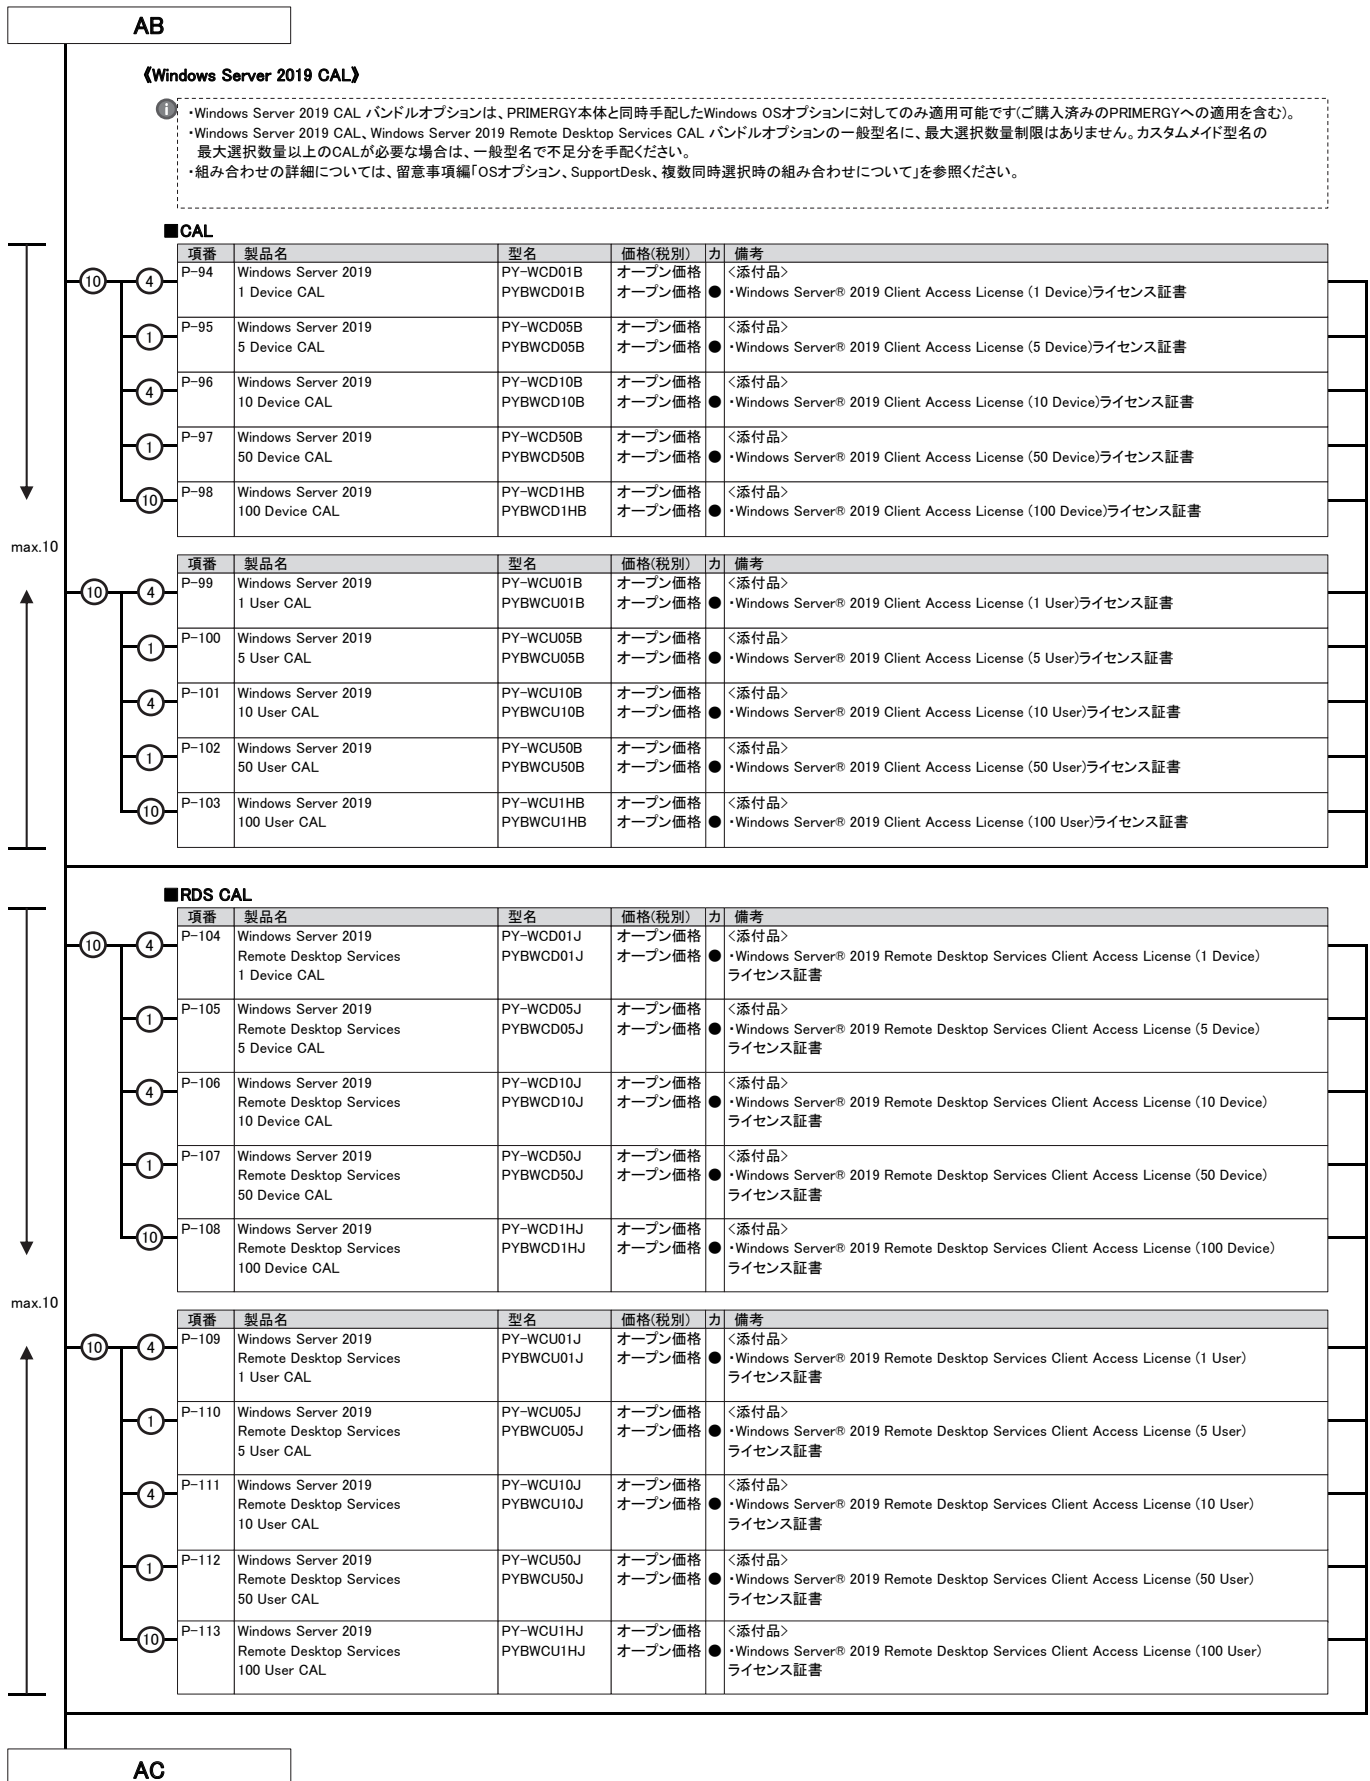 AB
《Windows Server 2019 CAL》
i
・Windows Server 2019 CAL バンドルオプションは、PRIMERGY本体と同時手配したWindows OSオプションに対してのみ適用可能です(ご購入済みのPRIMERGYへの適用を含む)。
・Windows Server 2019 CAL、Windows Server 2019 Remote Desktop Services CAL バンドルオプションの一般型名に、最大選択数量制限はありません。カスタムメイド型名の
最大選択数量以上のCALが必要な場合は、一般型名で不足分を手配ください。
・組み合わせの詳細については、留意事項編「OSオプション、SupportDesk、複数同時選択時の組み合わせについて」を参照ください。
■CAL
項番 製品名 型名 価格(税別) カ 備考
10 4 P-94 Windows Server 2019 PY-WCD01B オープン価格 <添付品>
1 Device CAL PYBWCD01B オープン価格 ● ・Windows Server® 2019 Client Access License (1 Device)ライセンス証書
1 P-95 Windows Server 2019 PY-WCD05B オープン価格 <添付品>
5 Device CAL PYBWCD05B オープン価格 ● ・Windows Server® 2019 Client Access License (5 Device)ライセンス証書
4 P-96 Windows Server 2019 PY-WCD10B オープン価格 <添付品>
10 Device CAL PYBWCD10B オープン価格 ● ・Windows Server® 2019 Client Access License (10 Device)ライセンス証書
1 P-97 Windows Server 2019 PY-WCD50B オープン価格 <添付品>
50 Device CAL PYBWCD50B オープン価格 ● ・Windows Server® 2019 Client Access License (50 Device)ライセンス証書
10 P-98 Windows Server 2019 PY-WCD1HB オープン価格 <添付品>
100 Device CAL PYBWCD1HB オープン価格 ● ・Windows Server® 2019 Client Access License (100 Device)ライセンス証書
max.10
項番 製品名 型名 価格(税別) カ 備考
10 4 P-99 Windows Server 2019 PY-WCU01B オープン価格 <添付品>
1 User CAL PYBWCU01B オープン価格 ● ・Windows Server® 2019 Client Access License (1 User)ライセンス証書
1 P-100 Windows Server 2019 PY-WCU05B オープン価格 <添付品>
5 User CAL PYBWCU05B オープン価格 ● ・Windows Server® 2019 Client Access License (5 User)ライセンス証書
4 P-101 Windows Server 2019 PY-WCU10B オープン価格 <添付品>
10 User CAL PYBWCU10B オープン価格 ● ・Windows Server® 2019 Client Access License (10 User)ライセンス証書
1 P-102 Windows Server 2019 PY-WCU50B オープン価格 <添付品>
50 User CAL PYBWCU50B オープン価格 ● ・Windows Server® 2019 Client Access License (50 User)ライセンス証書
10 P-103 Windows Server 2019 PY-WCU1HB オープン価格 <添付品>
100 User CAL PYBWCU1HB オープン価格 ● ・Windows Server® 2019 Client Access License (100 User)ライセンス証書
■RDS CAL
項番 製品名 型名 価格(税別) カ 備考
10 4 P-104 Windows Server 2019 PY-WCD01J オープン価格 <添付品>
Remote Desktop Services PYBWCD01J オープン価格 ● ・Windows Server® 2019 Remote Desktop Services Client Access License (1 Device)
1 Device CAL ライセンス証書
1 P-105 Windows Server 2019 PY-WCD05J オープン価格 <添付品>
Remote Desktop Services PYBWCD05J オープン価格 ● ・Windows Server® 2019 Remote Desktop Services Client Access License (5 Device)
5 Device CAL ライセンス証書
4 P-106 Windows Server 2019 PY-WCD10J オープン価格 <添付品>
Remote Desktop Services PYBWCD10J オープン価格 ● ・Windows Server® 2019 Remote Desktop Services Client Access License (10 Device)
10 Device CAL ライセンス証書
1 P-107 Windows Server 2019 PY-WCD50J オープン価格 <添付品>
Remote Desktop Services PYBWCD50J オープン価格 ● ・Windows Server® 2019 Remote Desktop Services Client Access License (50 Device)
50 Device CAL ライセンス証書
10 P-108 Windows Server 2019 PY-WCD1HJ オープン価格 <添付品>
Remote Desktop Services PYBWCD1HJ オープン価格 ● ・Windows Server® 2019 Remote Desktop Services Client Access License (100 Device)
100 Device CAL ライセンス証書
max.10
項番 製品名 型名 価格(税別) カ 備考
10 4 P-109 Windows Server 2019 PY-WCU01J オープン価格 <添付品>
Remote Desktop Services PYBWCU01J オープン価格 ● ・Windows Server® 2019 Remote Desktop Services Client Access License (1 User)
1 User CAL ライセンス証書
1 P-110 Windows Server 2019 PY-WCU05J オープン価格 <添付品>
Remote Desktop Services PYBWCU05J オープン価格 ● ・Windows Server® 2019 Remote Desktop Services Client Access License (5 User)
5 User CAL ライセンス証書
4 P-111 Windows Server 2019 PY-WCU10J オープン価格 <添付品>
Remote Desktop Services PYBWCU10J オープン価格 ● ・Windows Server® 2019 Remote Desktop Services Client Access License (10 User)
10 User CAL ライセンス証書
1 P-112 Windows Server 2019 PY-WCU50J オープン価格 <添付品>
Remote Desktop Services PYBWCU50J オープン価格 ● ・Windows Server® 2019 Remote Desktop Services Client Access License (50 User)
50 User CAL ライセンス証書
10 P-113 Windows Server 2019 PY-WCU1HJ オープン価格 <添付品>
Remote Desktop Services PYBWCU1HJ オープン価格 ● ・Windows Server® 2019 Remote Desktop Services Client Access License (100 User)
100 User CAL ライセンス証書
AC